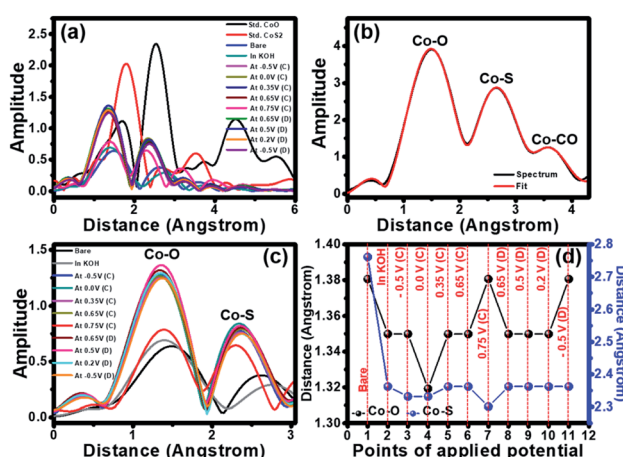 (a)
Std. CoO
Std. CoS2
Bare
In KOH
At -0.5V (C)
At 0.0V (C)
At 0.35V (C)
At 0.65V (C)
At 0.75V (C)
At 0.65V (D)
At 0.5V (D)
At 0.2 V (D)
At -0.5V (D)
Amplitude
2.5
2.0
1.5
1.0
0.5
0.0
0 1 2 3 4 5 6
Distance (Angstrom)
(b)
Co-O
Co-S
Co-CO
Spectrum
Fit
Amplitude
4
2
0
0 1 2 3 4
Distance (Angstrom)
(c)
Bare
In KOH
At -0.5V (C)
At 0.0V (C)
At 0.35V (C)
At 0.65V (C)
At 0.75V (C)
At 0.65V (D)
At 0.5V (D)
At 0.2V (D)
At -0.5V (D)
Co-O
Co-S
Amplitude
1.5
1.0
0.5
0.0
0 1 2 3
Distance (Angstrom)
(d)
Bare
In KOH
- 0.5 V (C)
0.0 V (C)
0.35 V (C)
0.65 V (C)
0.75 V (C)
0.65 V (D)
0.5 V (D)
0.2 V (D)
- 0.5 V (D)
Co-O
Co-S
Distance (Angstrom)
1.40
1.38
1.36
1.34
1.32
1.30
Distance (Angstrom)
2.8
2.7
2.6
2.5
2.4
2.3
0 1 2 3 4 5 6 7 8 9 10 11 12
Points of applied potential